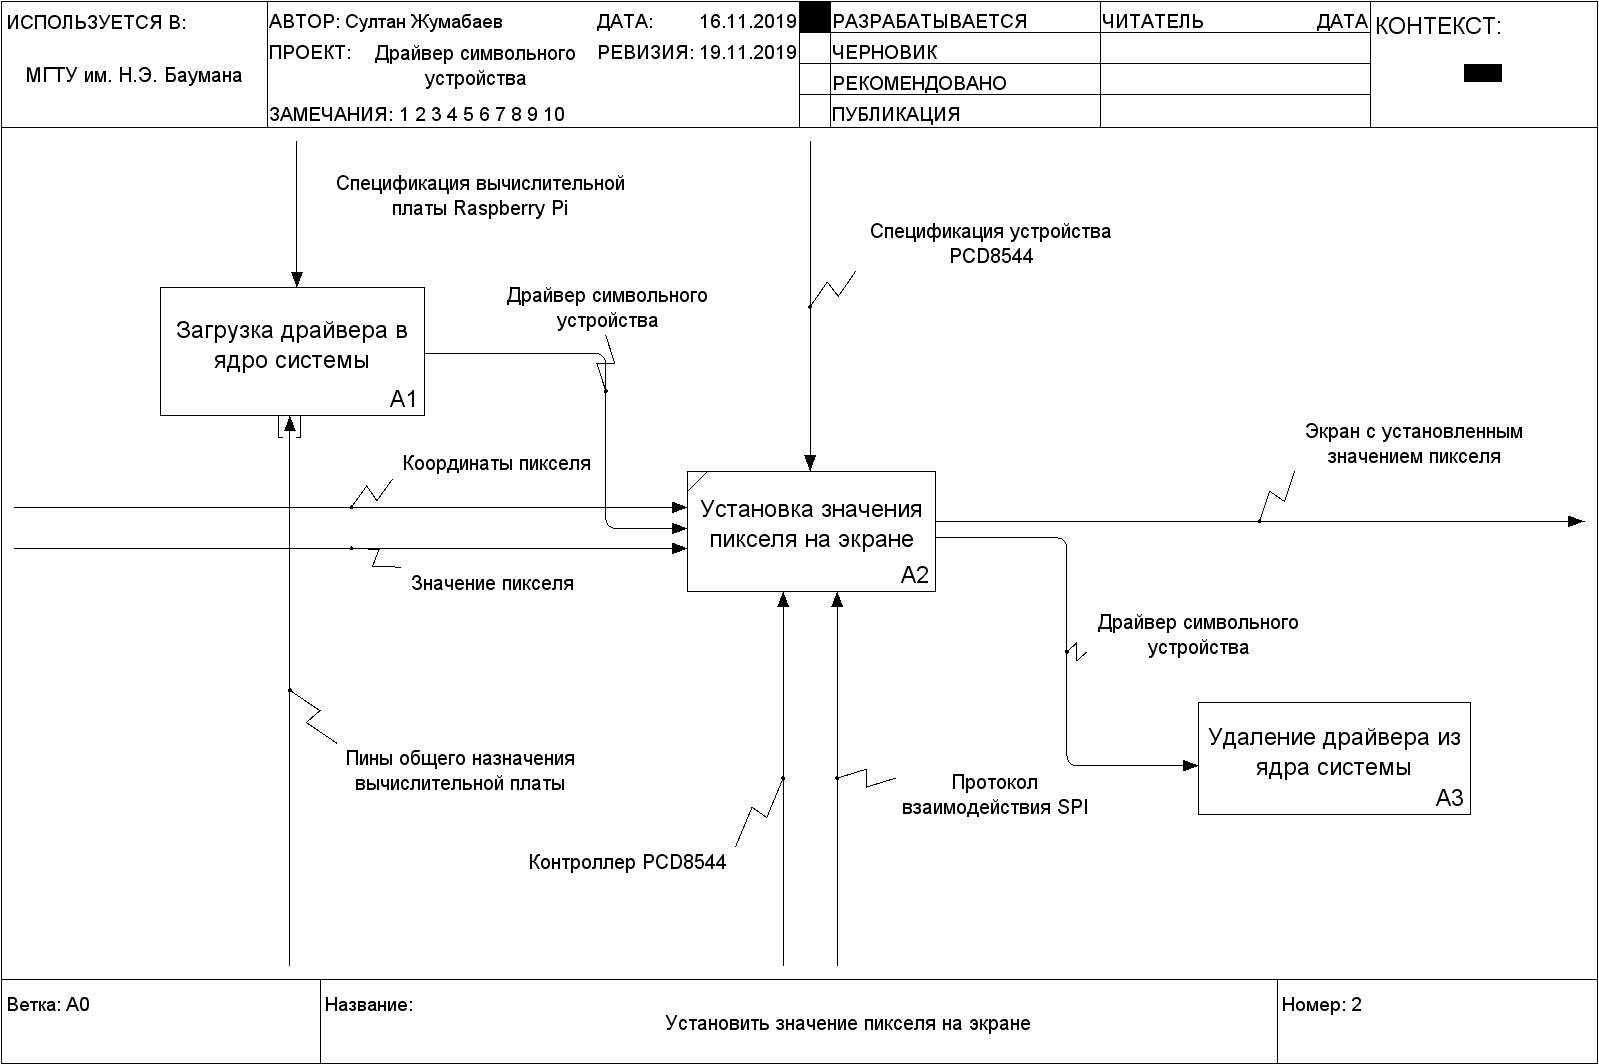 ИСПОЛЬЗУЕТСЯ В:
МГТУ им. Н.Э. Баумана
АВТОР: Султан Жумабаев
ДАТА: 16.11.2019
ПРОЕКТ: Драйвер символьного
устройства
РЕВИЗИЯ: 19.11.2019
ЗАМЕЧАНИЯ: 1 2 3 4 5 6 7 8 9 10
РАЗРАБАТЫВАЕТСЯ
ЧЕРНОВИК
РЕКОМЕНДОВАНО
ПУБЛИКАЦИЯ
ЧИТАТЕЛЬ
ДАТА
КОНТЕКСТ:
Спецификация вычислительной
платы Raspberry Pi
Спецификация устройства
PCD8544
Драйвер символьного
устройства
Загрузка драйвера в
ядро системы
A1
Координаты пикселя
Экран с установленным
значением пикселя
Установка значения
пикселя на экране
A2
Значение пикселя
Драйвер символьного
устройства
Пины общего назначения
вычислительной платы
Удаление драйвера из
ядра системы
A3
Протокол
взаимодействия SPI
Контроллер PCD8544
Ветка: A0
Название:
Установить значение пикселя на экране
Номер: 2